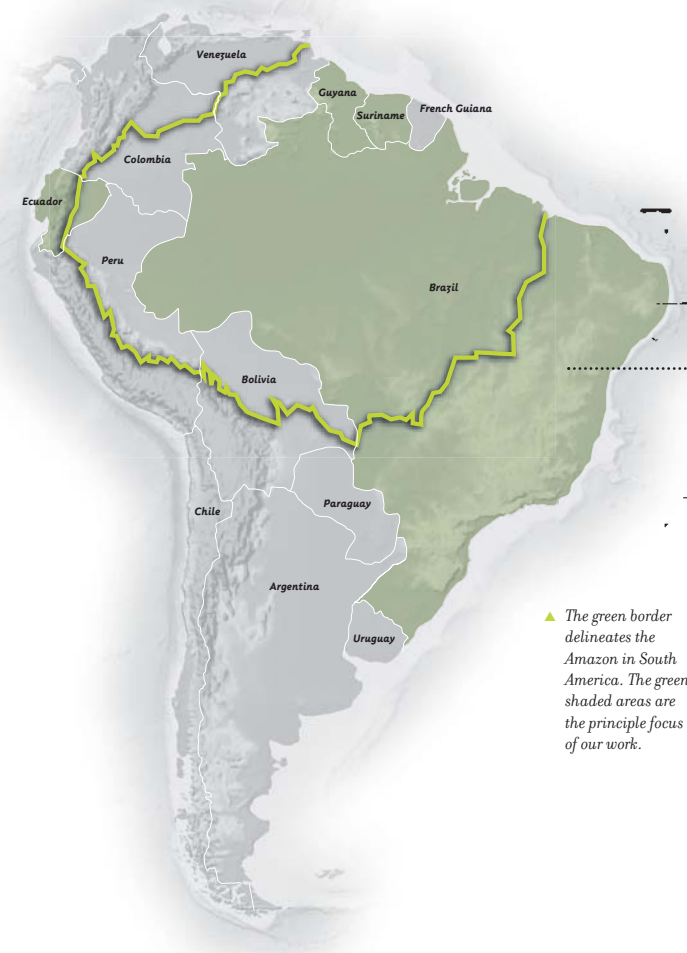 Venezuela
Guyana
French Guiana
Suriname
Colombia
Ecuador
Peru
Brazil
Bolivia
Paraguay
Chile
Argentina
Uruguay
▲ The green border
delineates the
Amazon in South
America. The green
shaded areas are
the principle focus
of our work.